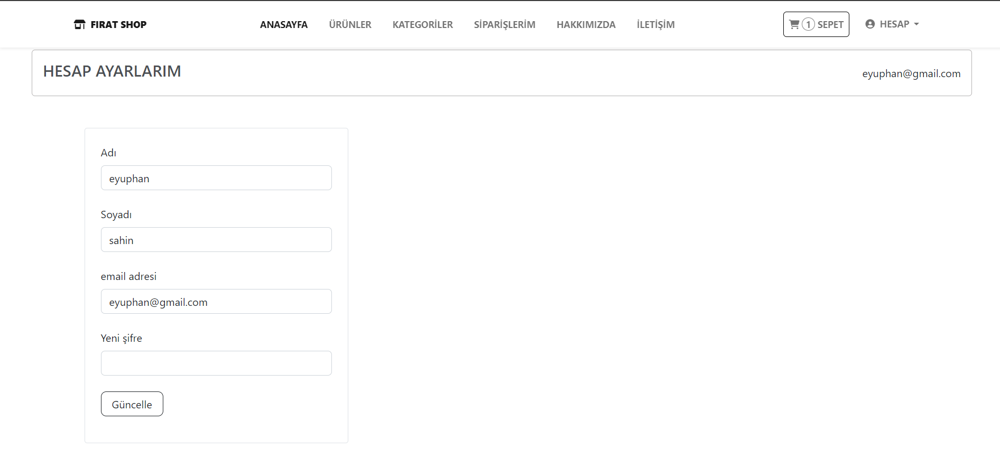 FIRAT SHOP ANASAYFA ÜRÜNLER KATEGORİLER SİPARİŞLERİM HAKKIMIZDA İLETİŞİM 1 SEPET HESAP
HESAP AYARLARIM eyuphan@gmail.com
Adı
eyuphan
Soyadı
sahin
email adresi
eyuphan@gmail.com
Yeni şifre
Güncelle